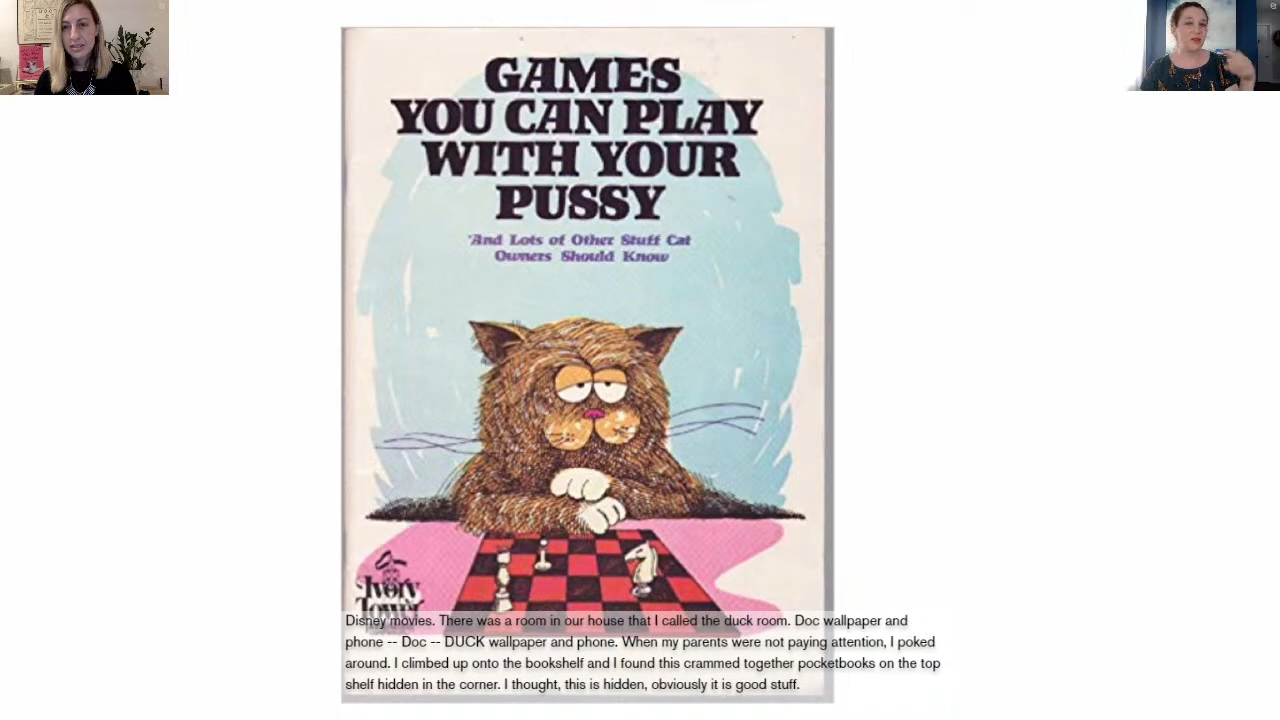 GAMES
YOU CAN PLAY
WITH YOUR
PUSSY
And Lots of Other Stuff Cat
Owners Should Know
Ivory
Tower
Disney movies. There was a room in our house that I called the duck room. Doc wallpaper and
phone -- Doc -- DUCK wallpaper and phone. When my parents were not paying attention, I poked
around. I climbed up onto the bookshelf and I found this crammed together pocketbooks on the top
shelf hidden in the corner. I thought, this is hidden, obviously it is good stuff.